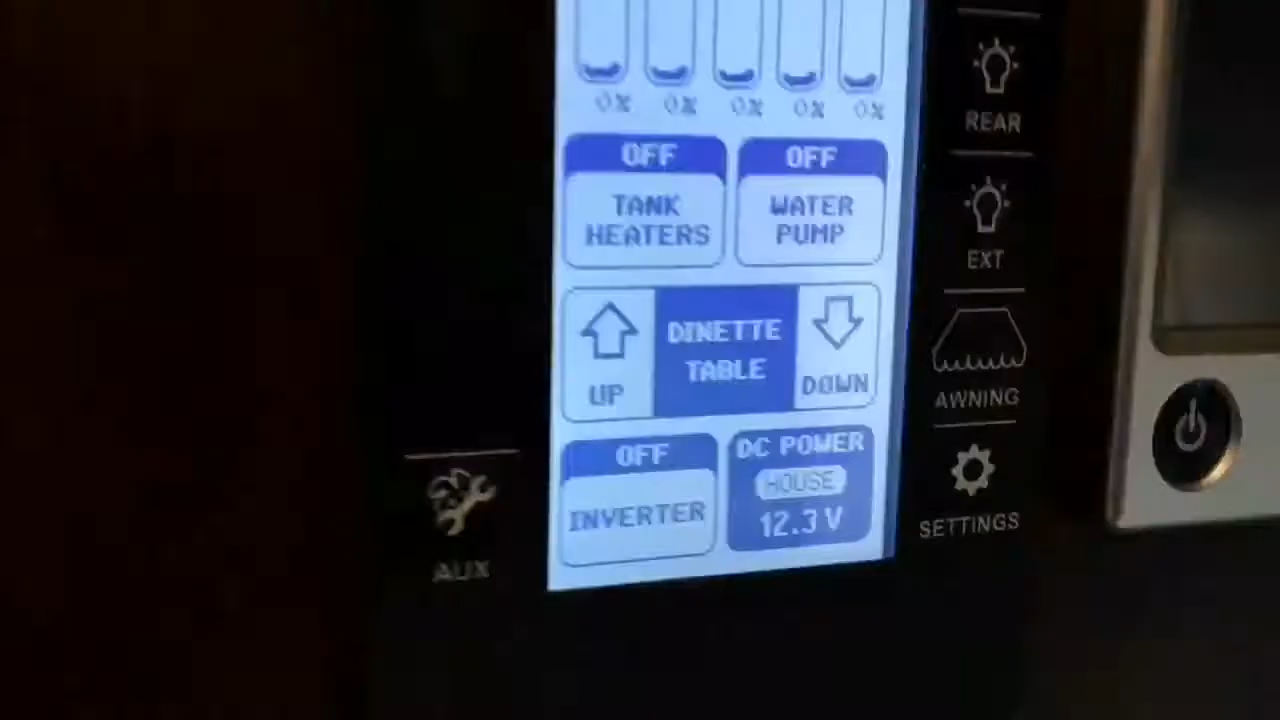 0% 0% 0% 0% 0%
REAR
OFF
TANK
HEATERS
OFF
WATER
PUMP
EXT
UP
DINETTE
TABLE
DOWN
AWNING
OFF
INVERTER
DC POWER
HOUSE
12.3 V
SETTINGS
AUX